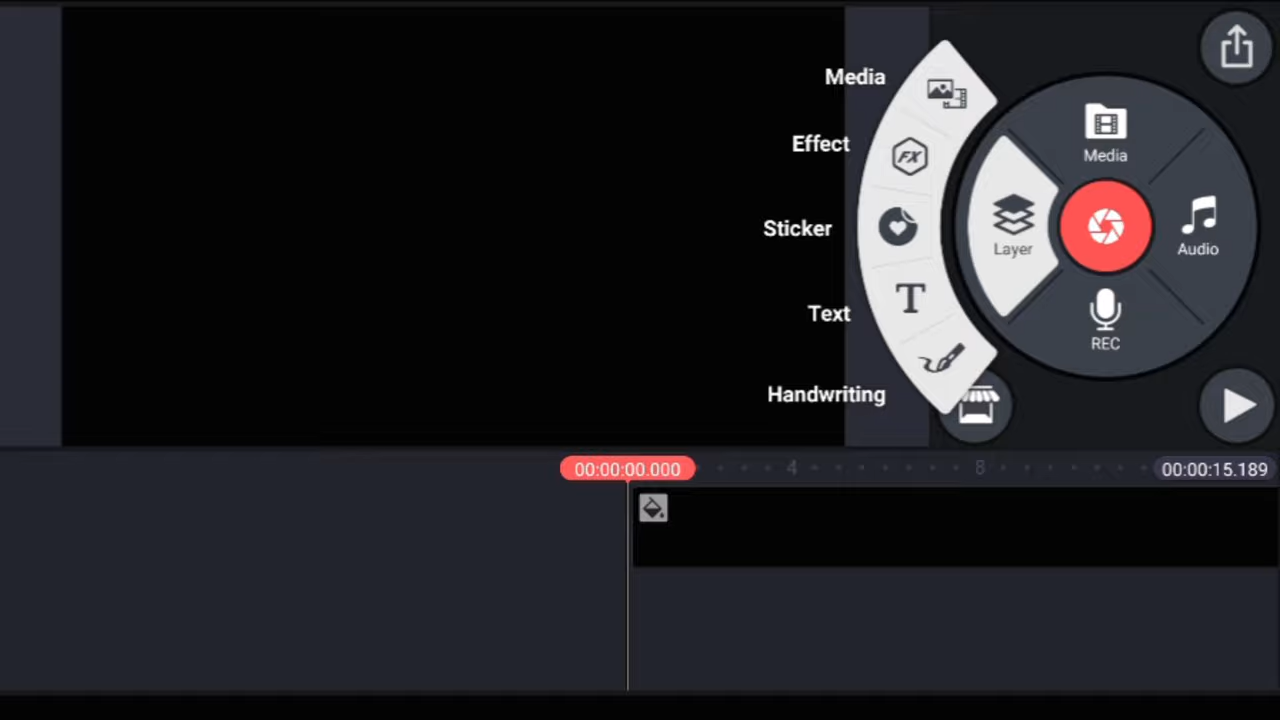 Media
Effect
Sticker
Text
Handwriting
FX
T
Media
Layer
Audio
REC
00:00:00.000
4
8
00:00:15.189